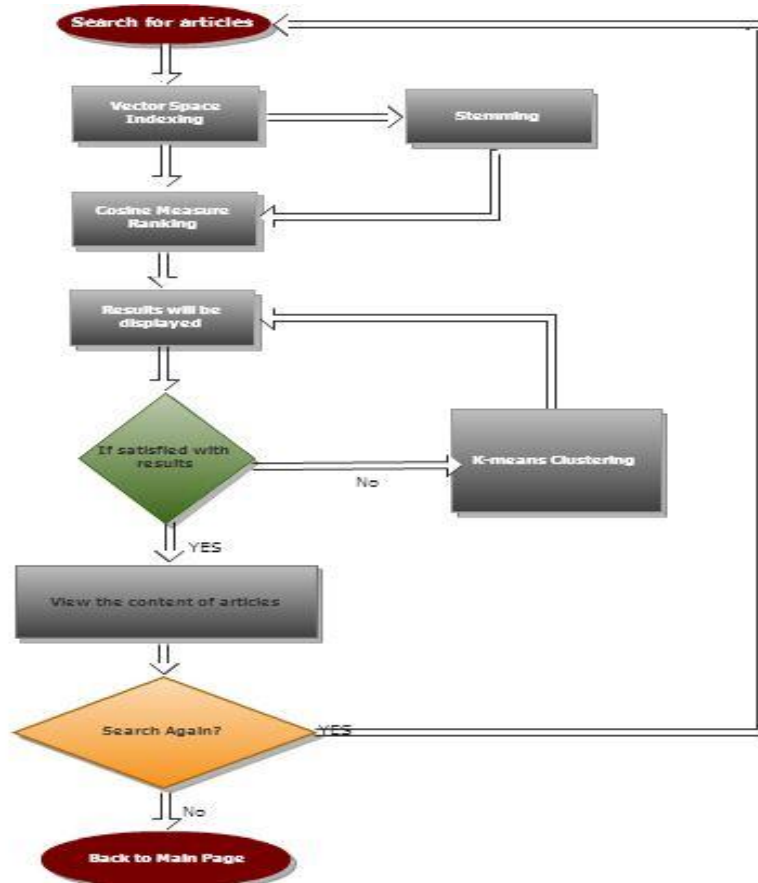 Search for articles
Vector Space
Indexing
Stemming
Cosine Measure
Ranking
Results will be
displayed
If satisfied with
results
No
K-means Clustering
YES
View the content of articles
Search Again?
YES
No
Back to Main Page